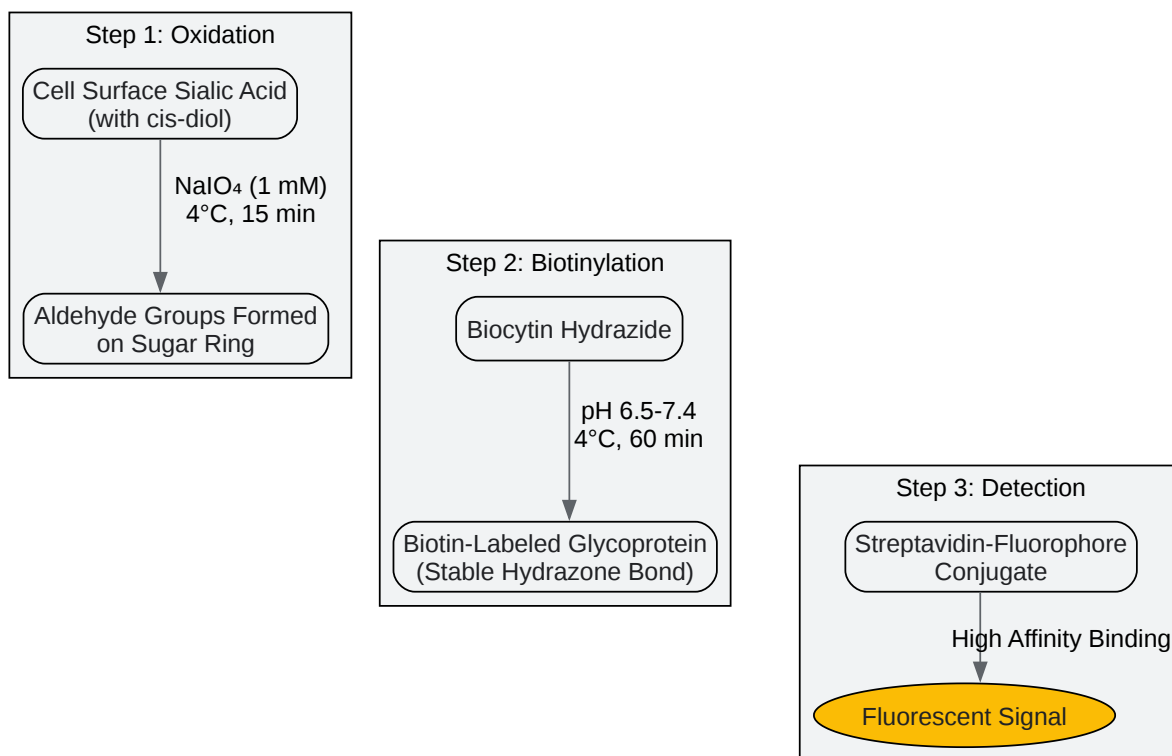 Step 1: Oxidation
Cell Surface Sialic Acid
(with cis-diol)
NaIO₄ (1 mM)
4°C, 15 min
Aldehyde Groups Formed
on Sugar Ring
Step 2: Biotinylation
Biocytin Hydrazide
pH 6.5-7.4
4°C, 60 min
Biotin-Labeled Glycoprotein
(Stable Hydrazone Bond)
Step 3: Detection
Streptavidin-Fluorophore
Conjugate
High Affinity Binding
Fluorescent Signal